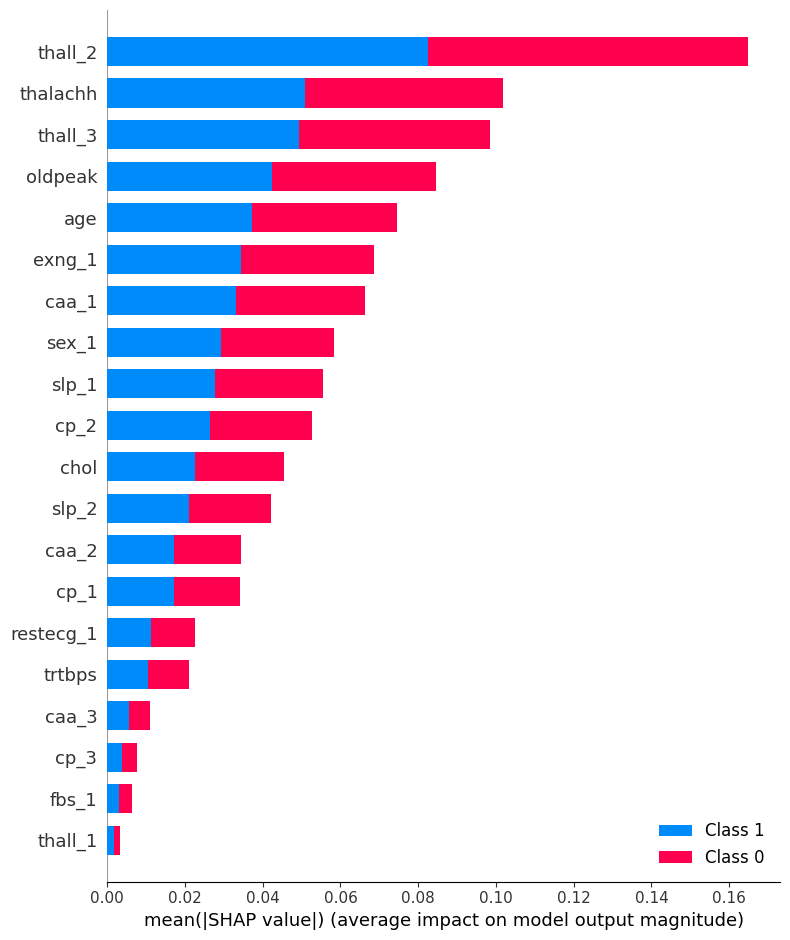 thall_2
thalachh
thall_3
oldpeak
age
exng_1
caa_1
sex_1
slp_1
cp_2
chol
slp_2
caa_2
cp_1
restecg_1
trtbps
caa_3
cp_3
fbs_1
thall_1
Class 1
Class 0
0.00 0.02 0.04 0.06 0.08 0.10 0.12 0.14 0.16
mean(|SHAP value|) (average impact on model output magnitude)